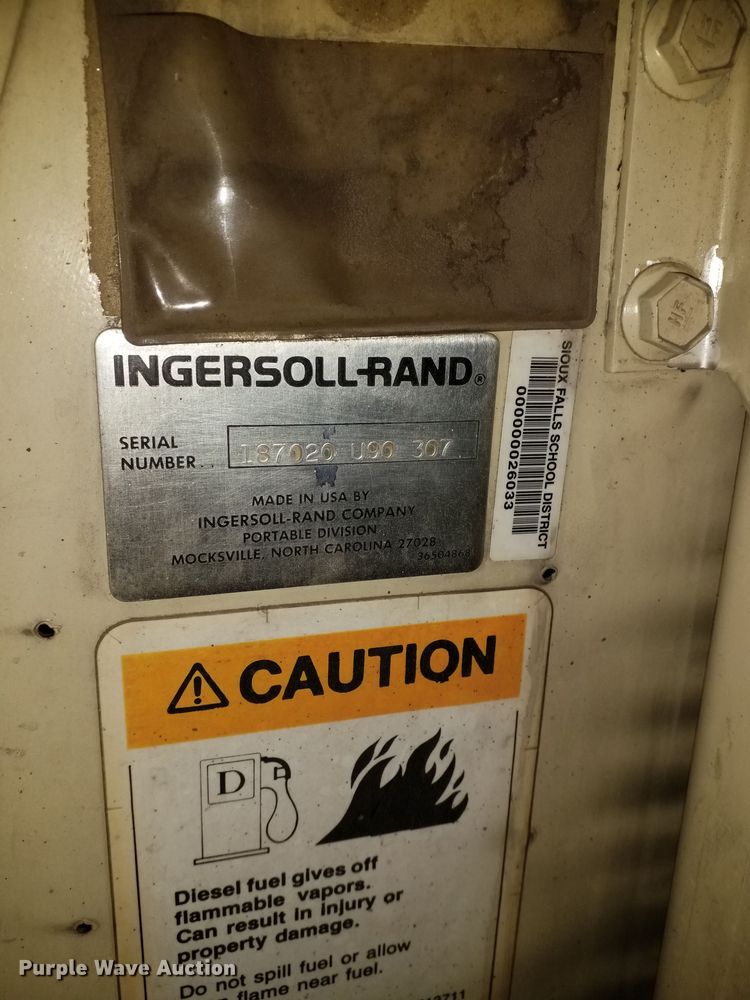 INGERSOLL-RAND®
SERIAL
NUMBER.. 187020 U90 307
MADE IN USA BY
INGERSOLL-RAND COMPANY
PORTABLE DIVISION
MOCKSVILLE, NORTH CAROLINA 27028
36504868
SIOUX FALLS SCHOOL DISTRICT
000000026033
HF
CAUTION
D
Diesel fuel gives off
flammable vapors.
Can result in injury or
property damage.
Do not spill fuel or allow
flame near fuel.
Purple Wave Auction